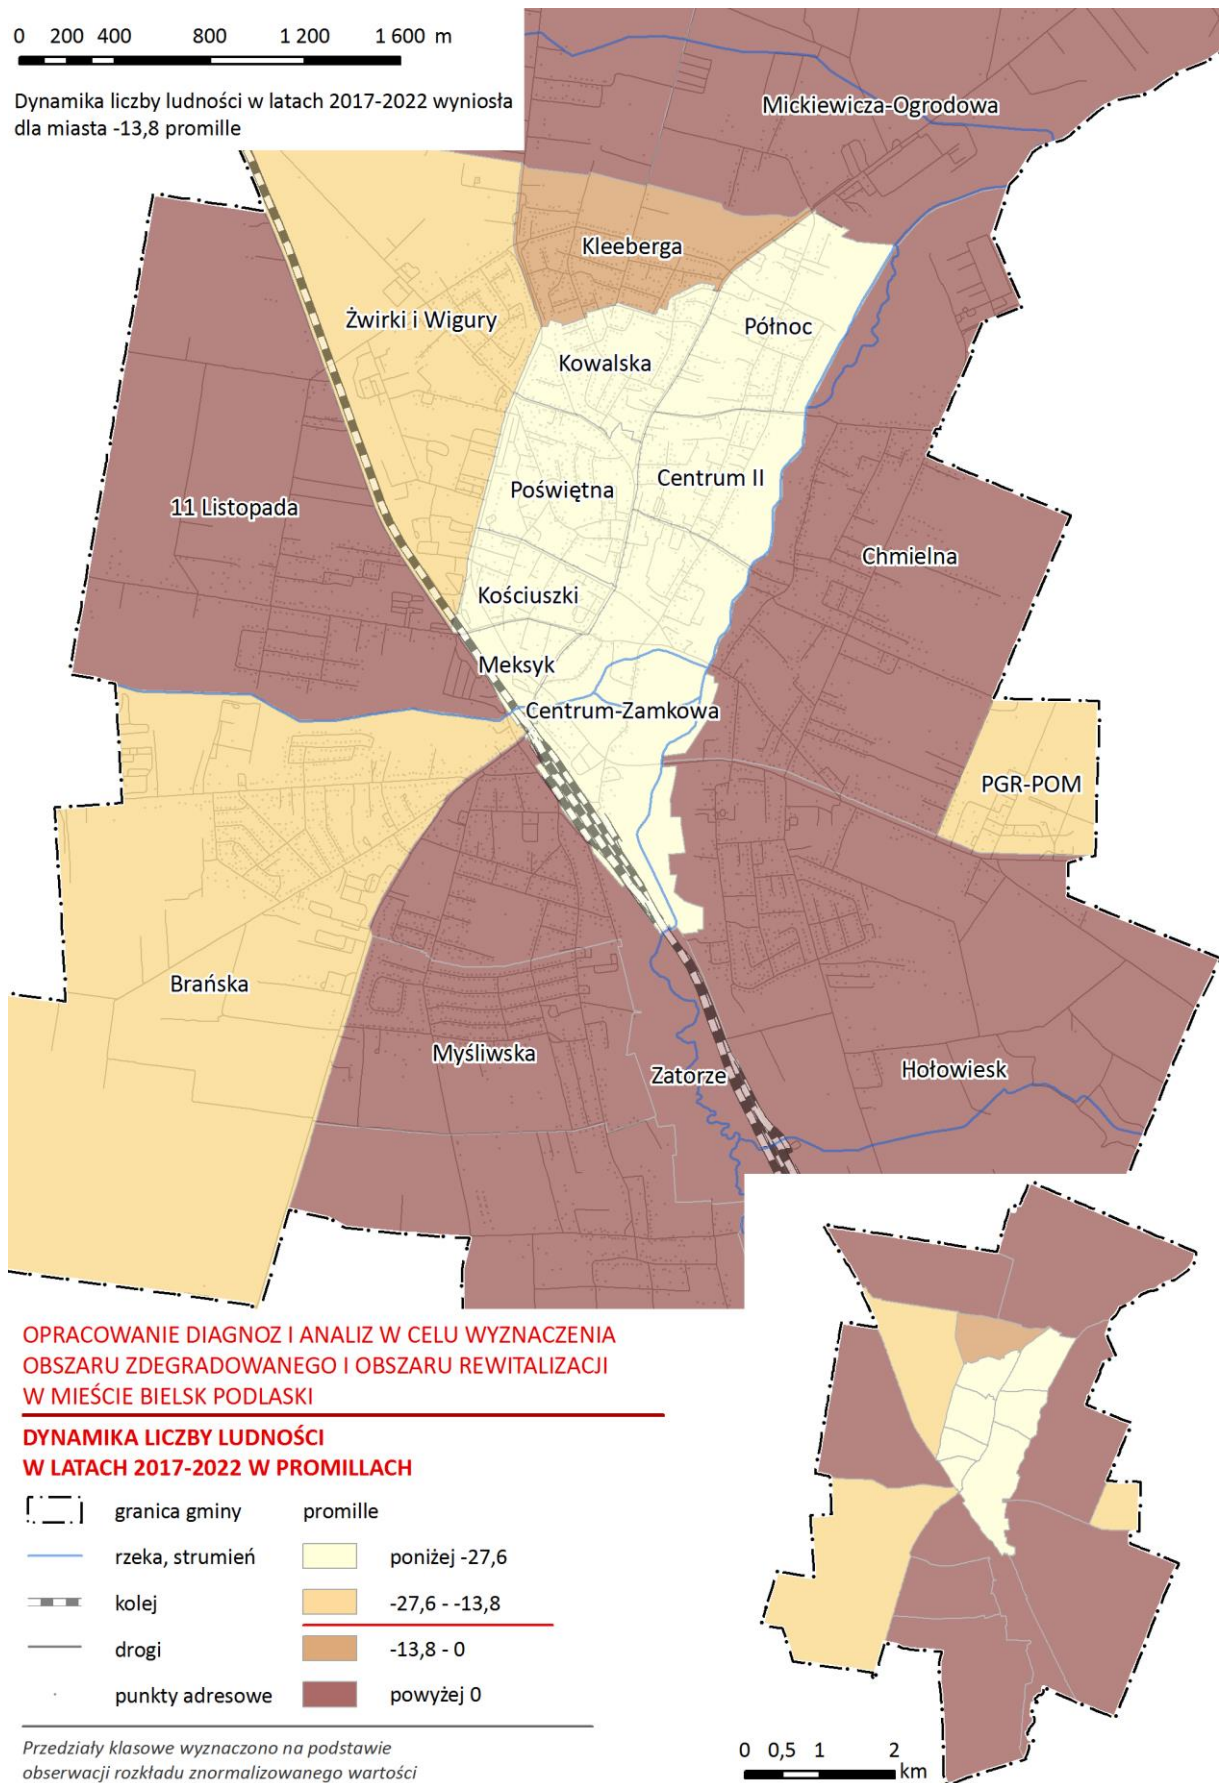 0 200 400 800 1 200 1 600 m
Dynamika liczby ludności w latach 2017-2022 wyniosła
dla miasta -13,8 promille
Mickiewicza-Ogrodowa
Kleeberga
Żwirki i Wigury
Północ
Kowalska
Poświętna
Centrum II
11 Listopada
Chmielna
Kościuszki
Meksyk
Centrum-Zamkowa
PGR-POM
Brańska
Myśliwska
Zatorze
Hołowiesk
OPRACOWANIE DIAGNOZ I ANALIZ W CELU WYZNACZENIA
OBSZARU ZDEGRADOWANEGO I OBSZARU REWITALIZACJI
W MIEŚCIE BIELSK PODLASKI
DYNAMIKA LICZBY LUDNOŚCI
W LATACH 2017-2022 W PROMILLACH
granica gminy promille
rzeka, strumień poniżej -27,6
kolej -27,6 - -13,8
drogi -13,8 - 0
punkty adresowe powyżej 0
Przedziały klasowe wyznaczono na podstawie
obserwacji rozkładu znormalizowanego wartości
0 0,5 1 2
km